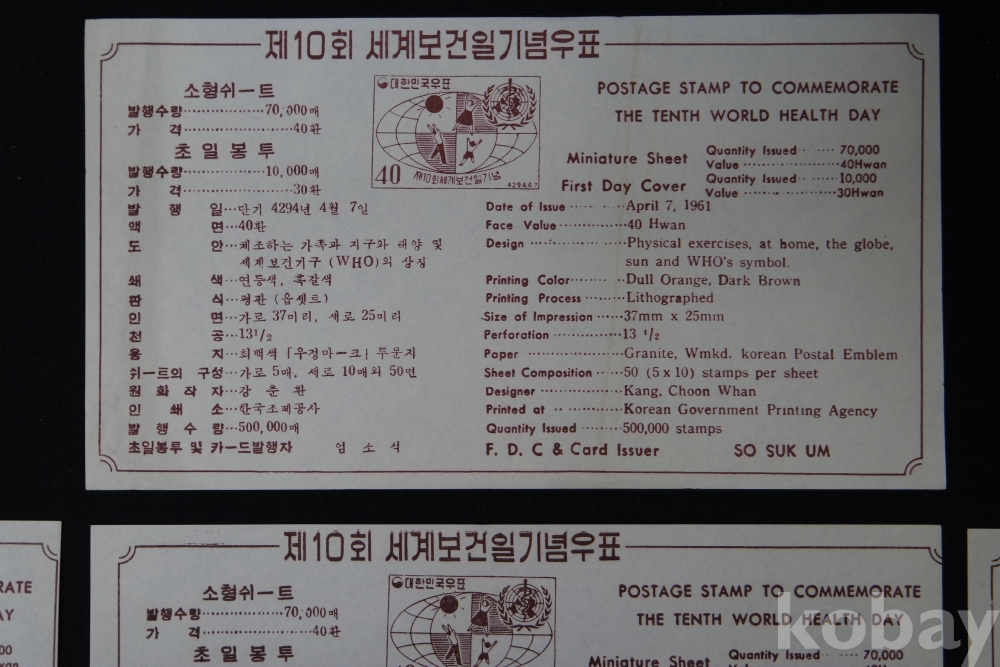 제10회 세계보건일기념우표
소형쉬-트
발행수량 70,000매
가 격 40환
초일봉투
발행수량 10,000매
가 격 30환
발 행 일 단기 4294년 4월 7일
액 면 40환
도 안 체조하는 가족과 지구와 해양 및
세계보건기구 (WHO)의 상징
쇄 색 연등색, 흑갈색
판 식 평판 (옵셋트)
인 면 가로 37미리, 세로 25미리
천 공 13 1/2
용 지 회백색 「우정마-크」 투문지
쉬-트의 구성 가로 5매, 세로 10매의 50면
원 화 작 자 강 춘 환
인 쇄 소 한국조폐공사
발 행 수 량 500,000매
초일봉투 및 카-드발행자 엄 소 석
대한민국우표
40
제10회세계보건일기념
4294.4.7
POSTAGE STAMP TO COMMEMORATE
THE TENTH WORLD HEALTH DAY
Miniature Sheet
Quantity Issued 70,000
Value 40Hwan
First Day Cover
Quantity Issued 10,000
Value 30Hwan
Date of Issue April 7, 1961
Face Value 40 Hwan
Design Physical exercises, at home, the globe,
sun and WHO's symbol.
Printing Color Dull Orange, Dark Brown
Printing Process Lithographed
Size of Impression 37mm x 25mm
Perforation 13 1/2
Paper Granite, Wmkd. korean Postal Emblem
Sheet Composition 50 (5x10) stamps per sheet
Designer Kang, Choon Whan
Printed at Korean Government Printing Agency
Quantity Issued 500,000 stamps
F. D. C & Card Issuer SO SUK UM
제10회 세계보건일기념우표
소형쉬-트
발행수량 70,000매
가 격 40환
초일봉투
대한민국우표
POSTAGE STAMP TO COMMEMORATE
THE TENTH WORLD HEALTH DAY
Miniature Sheet
Quantity Issued 70,000
kobay